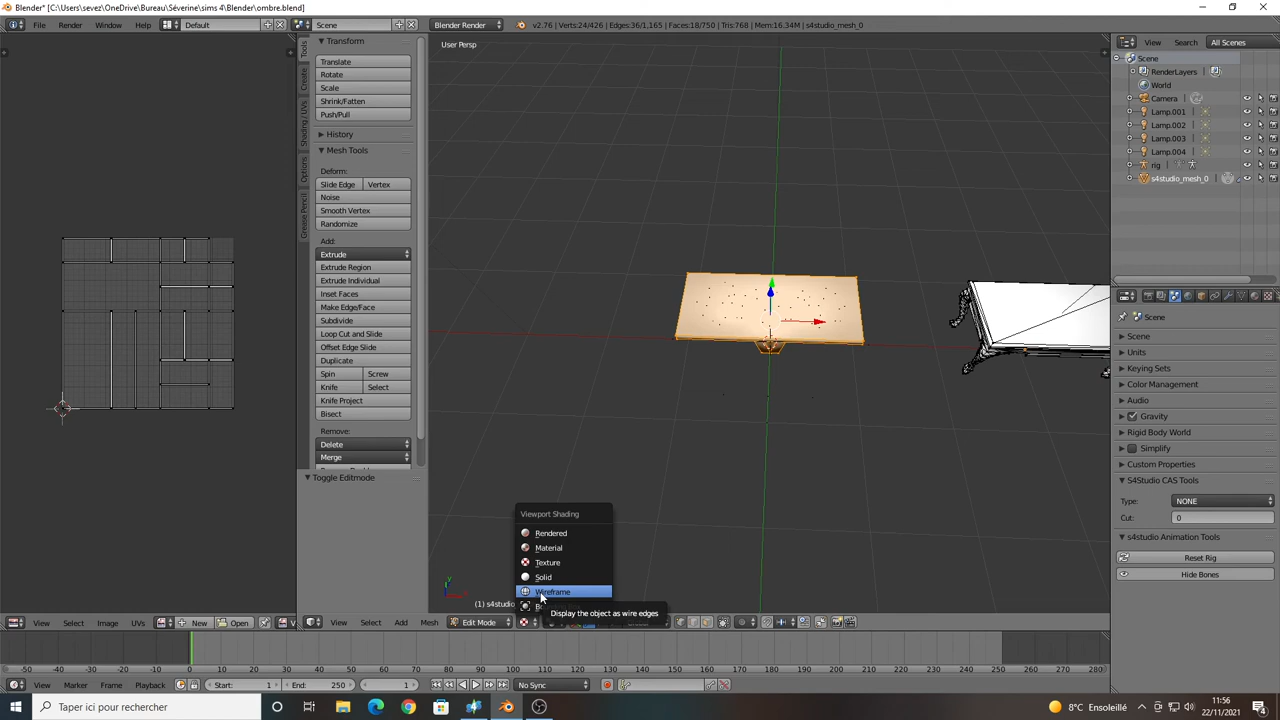 Blender* [C:\Users\sevez\OneDrive\Bureau\Séverine\sims 4\Blender\ombre.blend]
File Render Window Help Default Scene Blender Render v2.76 | Verts:24/426 | Edges:36/1,165 | Faces:18/750 | Tris:768 | Mem:16.34M | s4studio_mesh_0
View Search All Scenes
Tools
Create
Shading / UVs
Options
Grease Pencil
Transform
Translate
Rotate
Scale
Shrink/Fatten
Push/Pull
History
Mesh Tools
Deform:
Slide Edge Vertex
Noise
Smooth Vertex
Randomize
Add:
Extrude
Extrude Region
Extrude Individual
Inset Faces
Make Edge/Face
Subdivide
Loop Cut and Slide
Offset Edge Slide
Duplicate
Spin Screw
Knife Select
Knife Project
Bisect
Remove:
Delete
Merge
Toggle Editmode
User Persp
(1) s4studio
Viewport Shading
Rendered
Material
Texture
Solid
Wireframe
Display the object as wire edges
Scene
RenderLayers
World
Camera
Lamp.001
Lamp.002
Lamp.003
Lamp.004
rig
s4studio_mesh_0
Scene
Scene
Units
Keying Sets
Color Management
Audio
Gravity
Rigid Body World
Simplify
Custom Properties
S4Studio CAS Tools
Type: NONE
Cut: 0
s4studio Animation Tools
Reset Rig
Hide Bones
View Select Image UVs New Open
View Select Add Mesh Edit Mode
-50 -40 -30 -20 -10 0 10 20 30 40 50 60 70 80 90 100 110 120 130 140 150 160 170 180 190 200 210 220 230 240 250 260 270 280
View Marker Frame Playback Start: 1 End: 250 1 No Sync
Taper ici pour rechercher
8°C Ensoleillé
11:56
22/11/2021